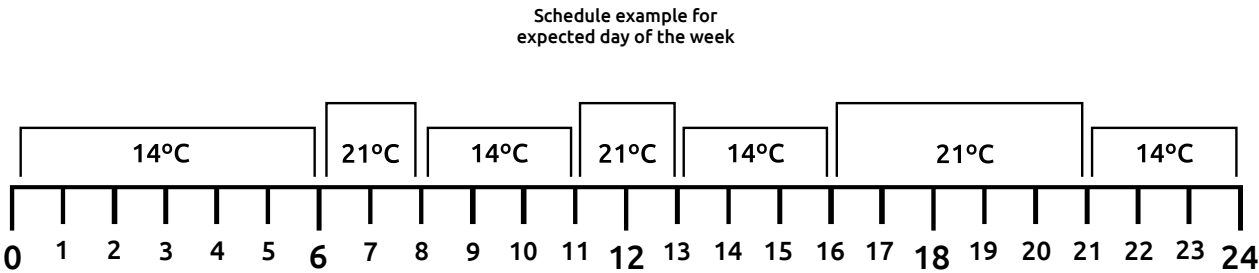 Schedule example for
expected day of the week
14ºC 21ºC 14ºC 21ºC 14ºC 21ºC 14ºC
0 1 2 3 4 5 6 7 8 9 10 11 12 13 14 15 16 17 18 19 20 21 22 23 24